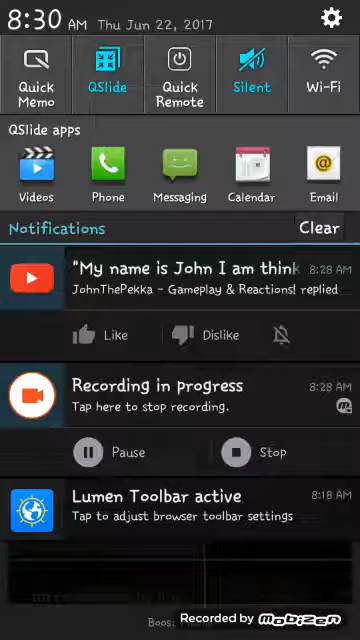 8:30 AM Thu Jun 22, 2017
Quick Memo
QSlide
Quick Remote
Silent
Wi-Fi
QSlide apps
Videos
Phone
Messaging
Calendar
Email
Notifications
Clear
"My name is John I am think 8:28 AM
JohnThePekka - Gameplay & Reactions! replied
Like
Dislike
Recording in progress 8:28 AM
Tap here to stop recording.
Pause
Stop
Lumen Toolbar active 8:18 AM
Tap to adjust browser toolbar settings
Boos
Recorded by Mobizen